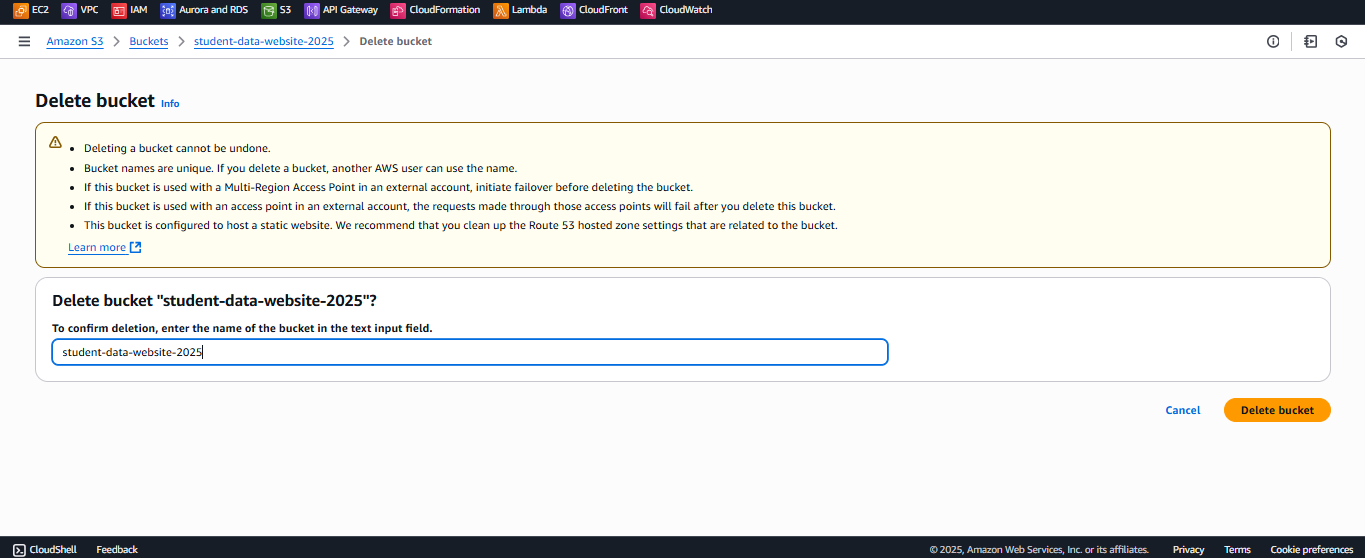 EC2 VPC IAM Aurora and RDS S3 API Gateway CloudFormation Lambda CloudFront CloudWatch
Amazon S3 > Buckets > student-data-website-2025 > Delete bucket
Delete bucket Info
• Deleting a bucket cannot be undone.
• Bucket names are unique. If you delete a bucket, another AWS user can use the name.
• If this bucket is used with a Multi-Region Access Point in an external account, initiate failover before deleting the bucket.
• If this bucket is used with an access point in an external account, the requests made through those access points will fail after you delete this bucket.
• This bucket is configured to host a static website. We recommend that you clean up the Route 53 hosted zone settings that are related to the bucket.
Learn more
Delete bucket "student-data-website-2025"?
To confirm deletion, enter the name of the bucket in the text input field.
student-data-website-2025
Cancel Delete bucket
CloudShell Feedback © 2025, Amazon Web Services, Inc. or its affiliates. Privacy Terms Cookie preferences